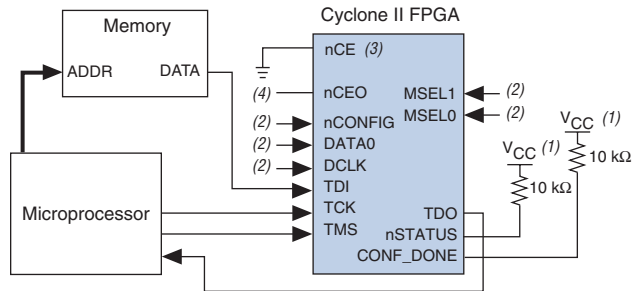 Cyclone II FPGA
Memory
ADDR DATA
nCE (3)
(4) nCEO
MSEL1 (2)
MSEL0 (2)
(2) nCONFIG
(2) DATA0
(2) DCLK
TDI
TCK
TMS
Microprocessor
TDO
nSTATUS
CONF_DONE
VCC (1)
10 kΩ
VCC (1)
10 kΩ